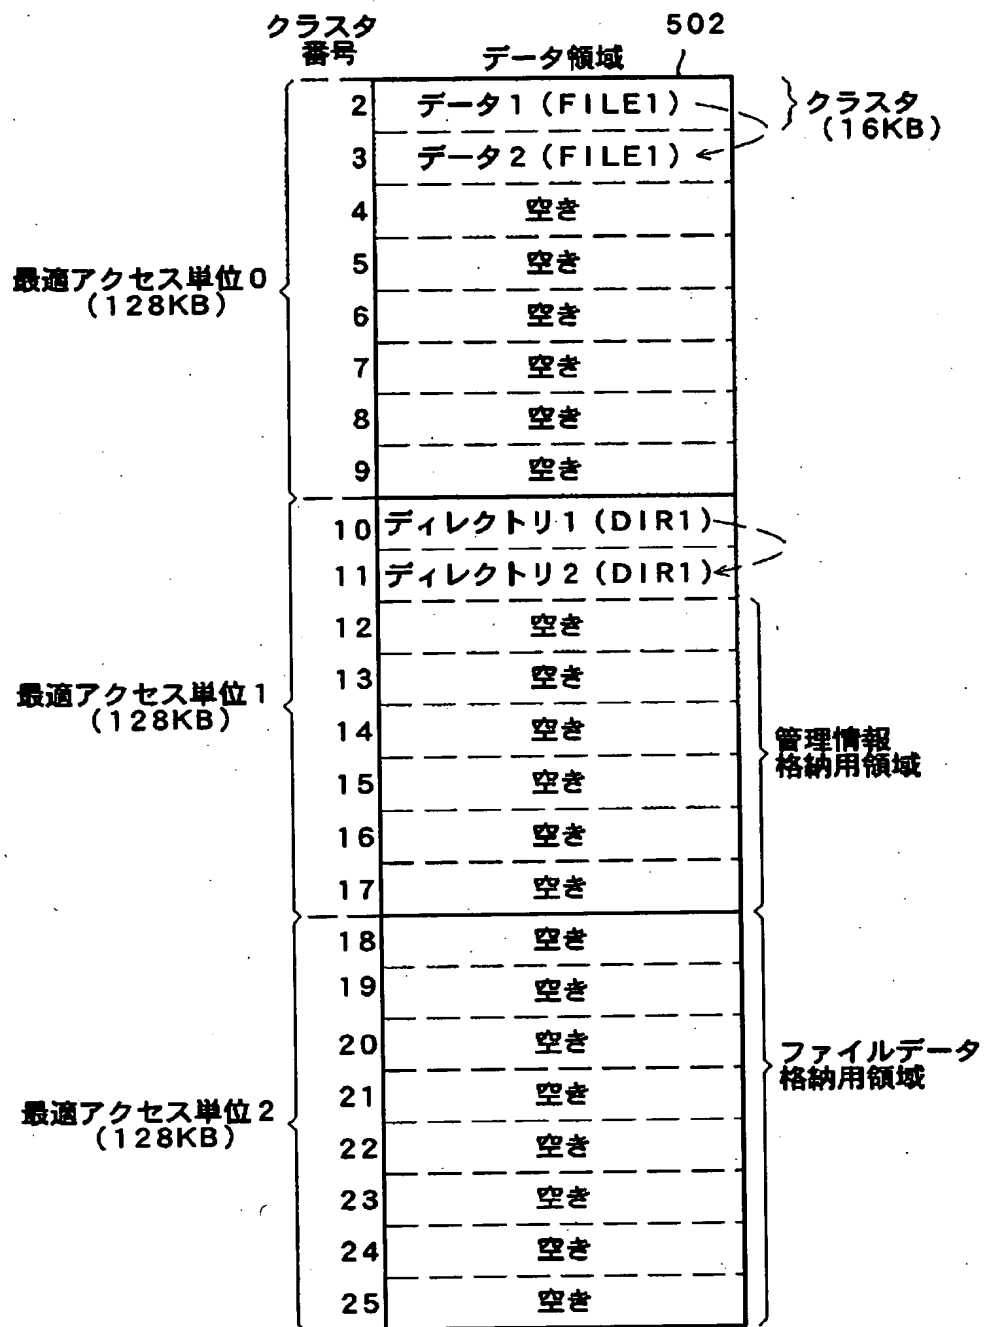 クラスタ
番号
データ領域
502
2 データ1（FILE1）
クラスタ
（16KB）
3 データ2（FILE1）
4 空き
5 空き
最適アクセス単位0
（128KB）
6 空き
7 空き
8 空き
9 空き
10 ディレクトリ1（DIR1）
11 ディレクトリ2（DIR1）
12 空き
13 空き
最適アクセス単位1
（128KB）
14 空き
管理情報
格納用領域
15 空き
16 空き
17 空き
18 空き
19 空き
20 空き
ファイルデータ
格納用領域
21 空き
最適アクセス単位2
（128KB）
22 空き
23 空き
24 空き
25 空き